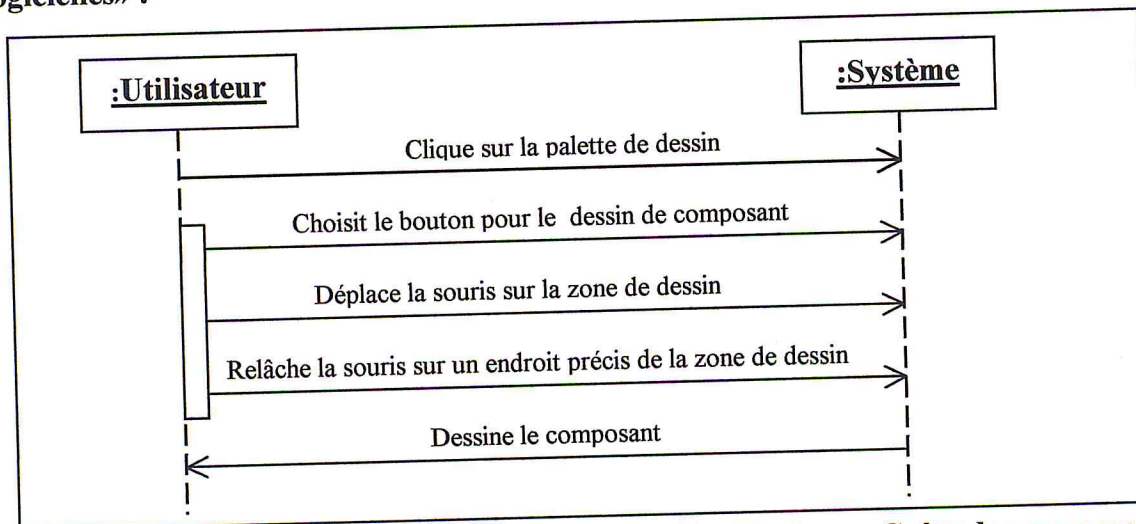 :Utilisateur
:Système
Clique sur la palette de dessin
Choisit le bouton pour le dessin de composant
Déplace la souris sur la zone de dessin
Relâche la souris sur un endroit précis de la zone de dessin
Dessine le composant